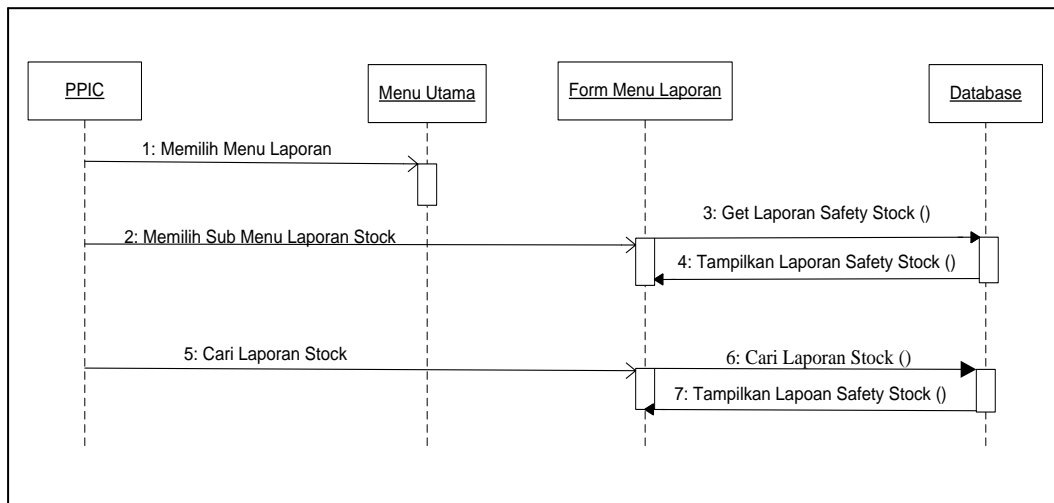 PPIC
Menu Utama
Form Menu Laporan
Database
1: Memilih Menu Laporan
3: Get Laporan Safety Stock ()
2: Memilih Sub Menu Laporan Stock
4: Tampilkan Laporan Safety Stock ()
5: Cari Laporan Stock
6: Cari Laporan Stock ()
7: Tampilkan Lapoan Safety Stock ()